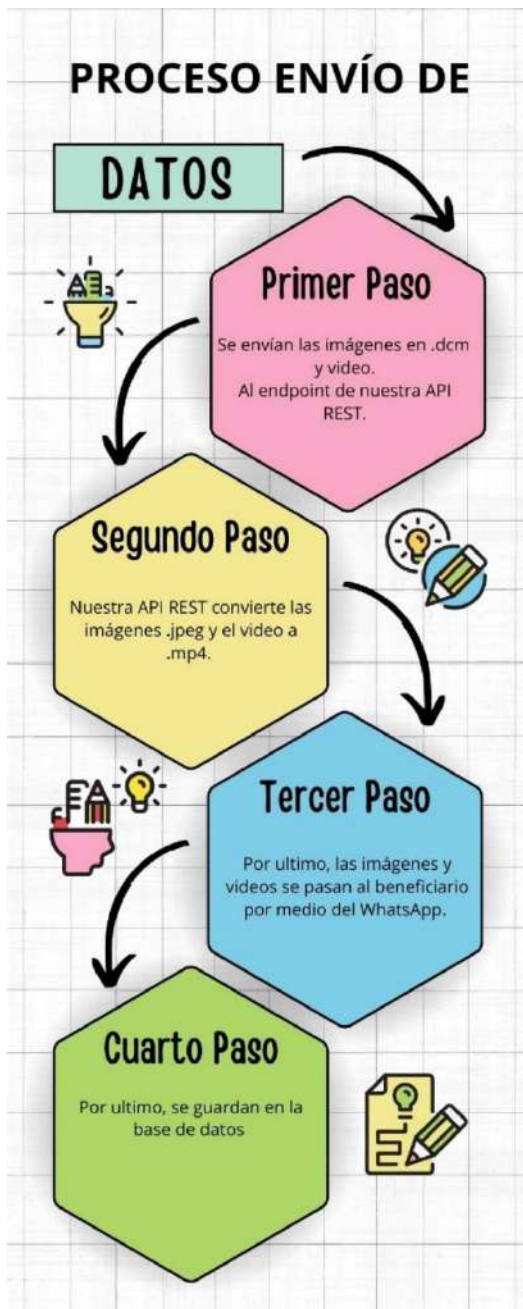 PROCESO ENVÍO DE
DATOS
Primer Paso
Se envían las imágenes en .dcm
y video.
Al endpoint de nuestra API
REST.
Segundo Paso
Nuestra API REST convierte las
imágenes .jpeg y el video a
.mp4.
Tercer Paso
Por ultimo, las imágenes y
videos se pasan al beneficiario
por medio del WhatsApp.
Cuarto Paso
Por ultimo, se guardan en la
base de datos